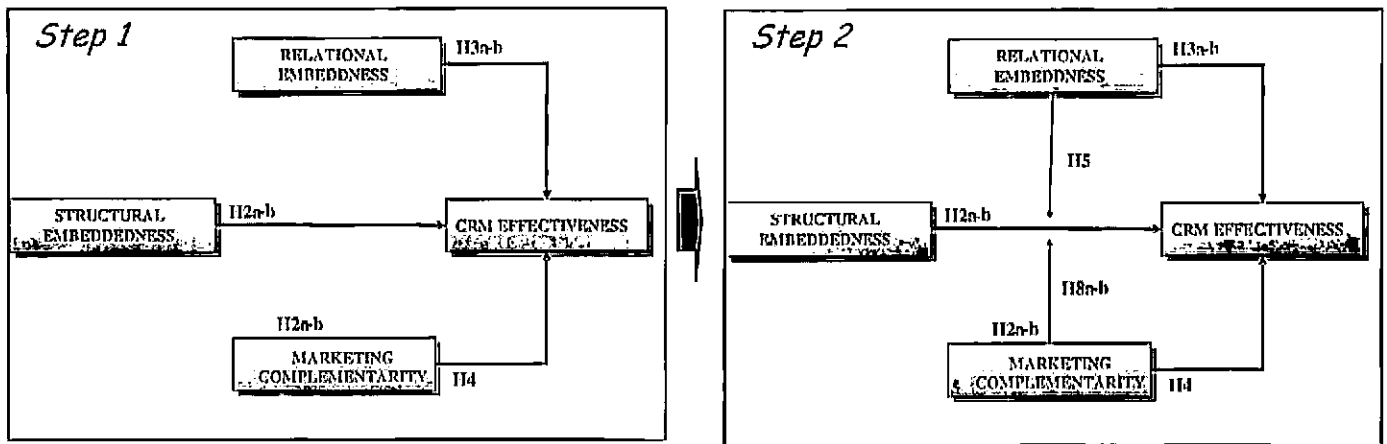 Step 1
H3a-b
RELATIONAL
EMBEDDNESS
STRUCTURAL
EMBEDDEDNESS
H2a-b
CRM EFFECTIVENESS
H2a-b
MARKETING
COMPLEMENTARITY
H4
Step 2
H3a-b
RELATIONAL
EMBEDDNESS
H5
STRUCTURAL
EMBEDDEDNESS
H2a-b
CRM EFFECTIVENESS
H8a-b
H2a-b
MARKETING
COMPLEMENTARITY
H4